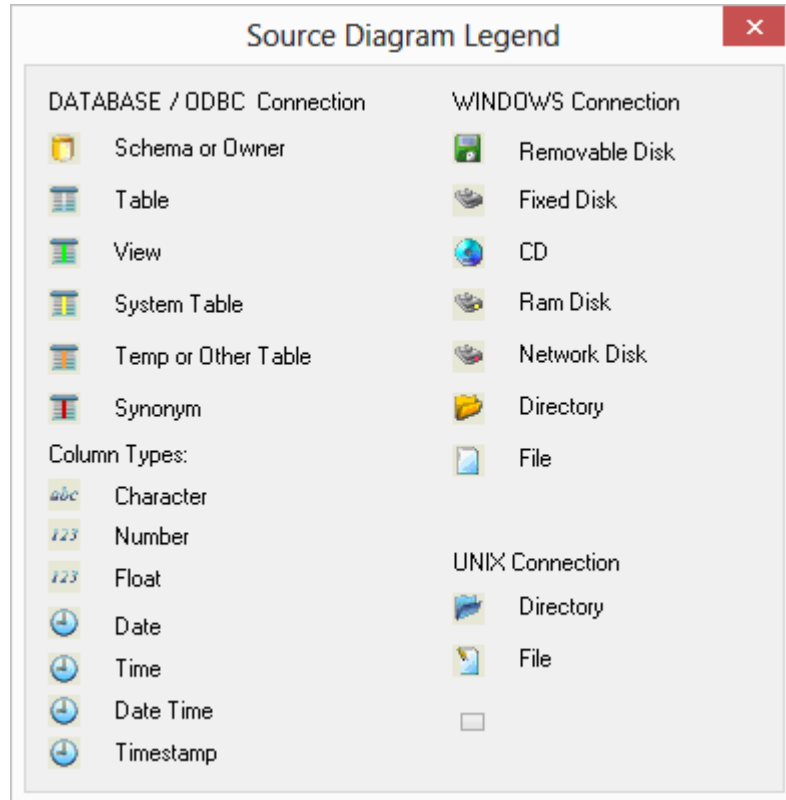 Source Diagram Legend
DATABASE / ODBC Connection
Schema or Owner
Table
View
System Table
Temp or Other Table
Synonym
Column Types:
abc Character
123 Number
123 Float
Date
Time
Date Time
Timestamp
WINDOWS Connection
Removable Disk
Fixed Disk
CD
Ram Disk
Network Disk
Directory
File
UNIX Connection
Directory
File